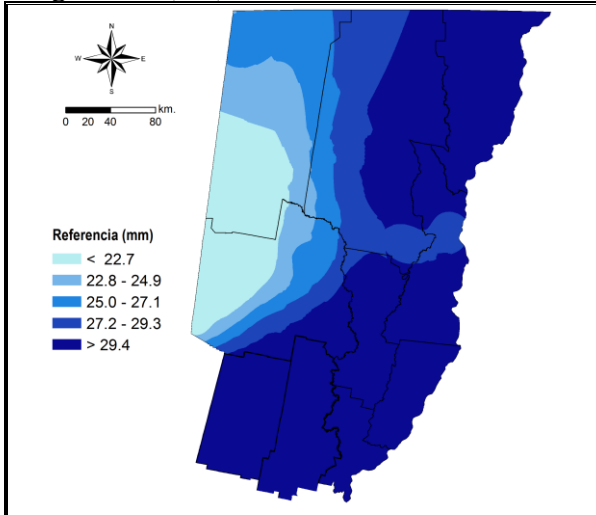 N
W E
S
km.
0 20 40 80
Referencia (mm)
< 22.7
22.8 - 24.9
25.0 - 27.1
27.2 - 29.3
> 29.4